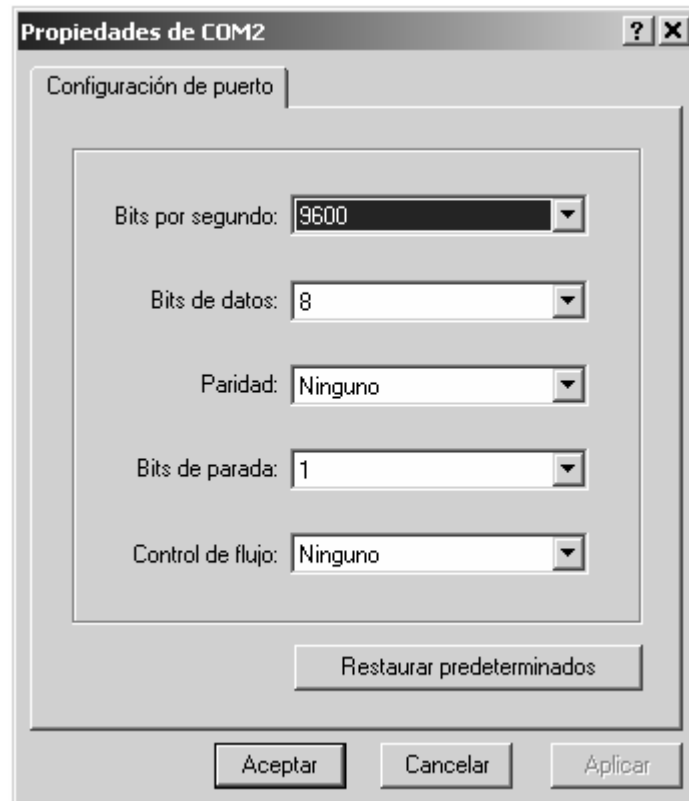 Propiedades de COM2
Configuración de puerto
Bits por segundo: 9600
Bits de datos: 8
Paridad: Ninguno
Bits de parada: 1
Control de flujo: Ninguno
Restaurar predeterminados
Aceptar Cancelar Aplicar